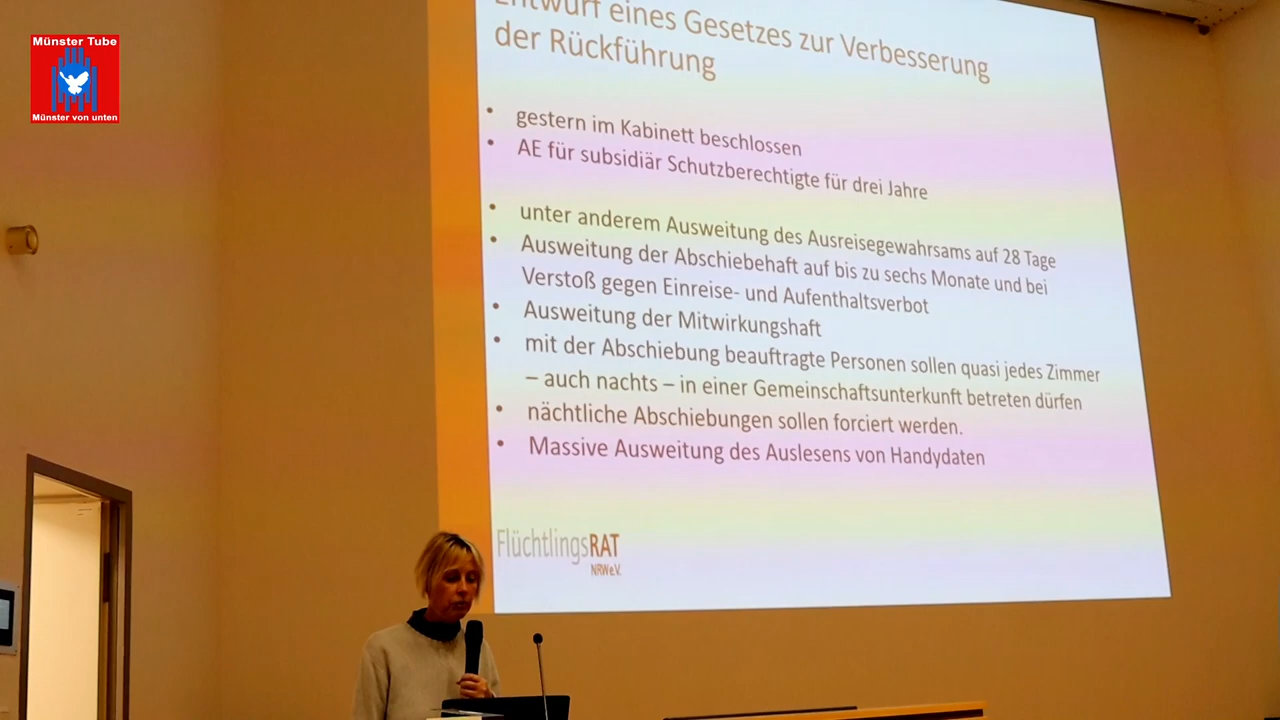 Münster Tube
Münster von unten
Entwurf eines Gesetzes zur Verbesserung
der Rückführung
• gestern im Kabinett beschlossen
• AE für subsidiär Schutzberechtigte für drei Jahre
• unter anderem Ausweitung des Ausreisegewahrsams auf 28 Tage
• Ausweitung der Abschiebehaft auf bis zu sechs Monate und bei
Verstoß gegen Einreise- und Aufenthaltsverbot
• Ausweitung der Mitwirkungshaft
• mit der Abschiebung beauftragte Personen sollen quasi jedes Zimmer
– auch nachts – in einer Gemeinschaftsunterkunft betreten dürfen
• nächtliche Abschiebungen sollen forciert werden.
• Massive Ausweitung des Auslesens von Handydaten
FlüchtlingsRAT
NRW e.V.